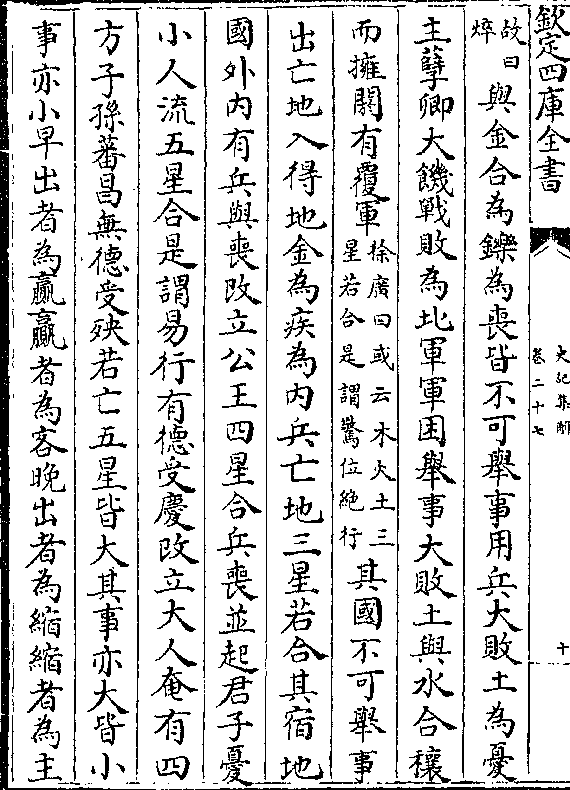 欽定四庫全書
史記集解
卷二十七
十
故曰焠與金合為鑠為喪皆不可舉事用兵大敗土為憂
主孽卿大饑戰敗為北軍軍困舉事大敗土與水合穰
而擁閼有覆軍徐廣曰或云木火土三星若合是謂驚位絶行其國不可舉事
出亡地入得地金為疾為内兵亡地三星若合其宿地
國外内有兵與喪改立公王四星合兵喪並起君子憂
小人流五星合是謂易行有德受慶改立大人奄有四
方子孫蕃昌無德受殃若亡五星皆大其事亦大皆小
事亦小早出者為贏贏者為客晚出者為縮縮者為主